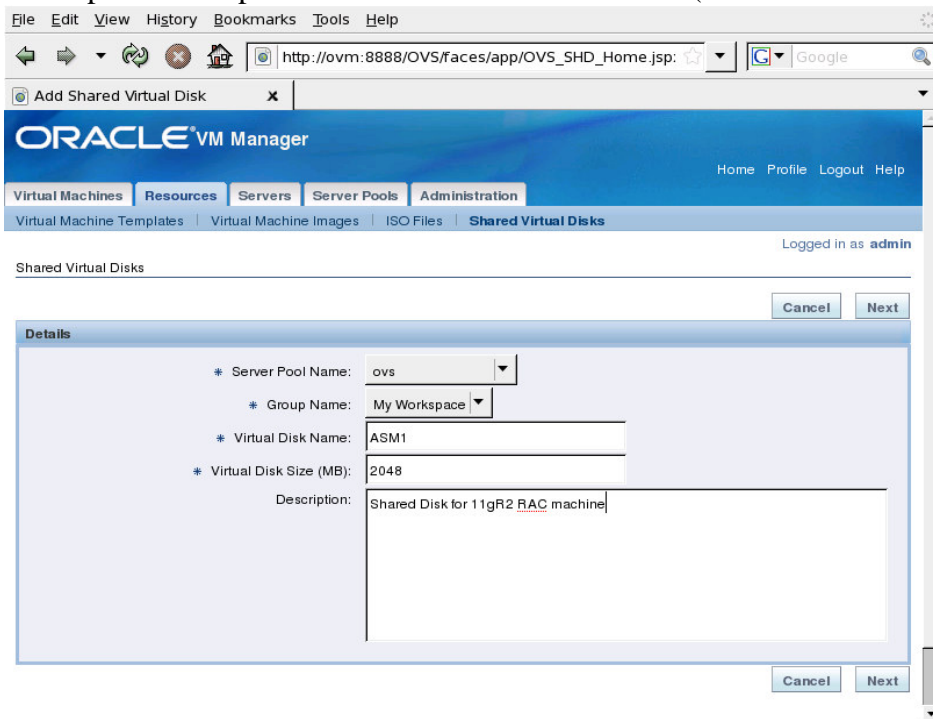 File Edit View History Bookmarks Tools Help
http://ovm:8888/OVS/faces/app/OVS_SHD_Home.jsp: G Google
Add Shared Virtual Disk x
ORACLE VM Manager
Home Profile Logout Help
Virtual Machines Resources Servers Server Pools Administration
Virtual Machine Templates | Virtual Machine Images | ISO Files | Shared Virtual Disks
Logged in as admin
Shared Virtual Disks
Cancel Next
Details
* Server Pool Name: ovs
* Group Name: My Workspace
* Virtual Disk Name: ASM1
* Virtual Disk Size (MB): 2048
Description: Shared Disk for 11gR2 RAC machine
Cancel Next